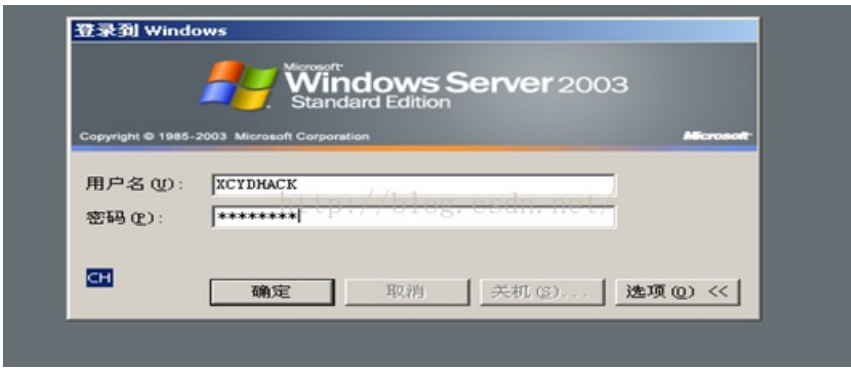 登录到 Windows
Microsoft
Windows Server 2003
Standard Edition
Copyright © 1985-2003 Microsoft Corporation
Microsoft
用户名(U):
XCYDHACK
http://blog.csdn.net/
密码(P):
********
CH
确定
取消
关机(S)...
选项(O) <<